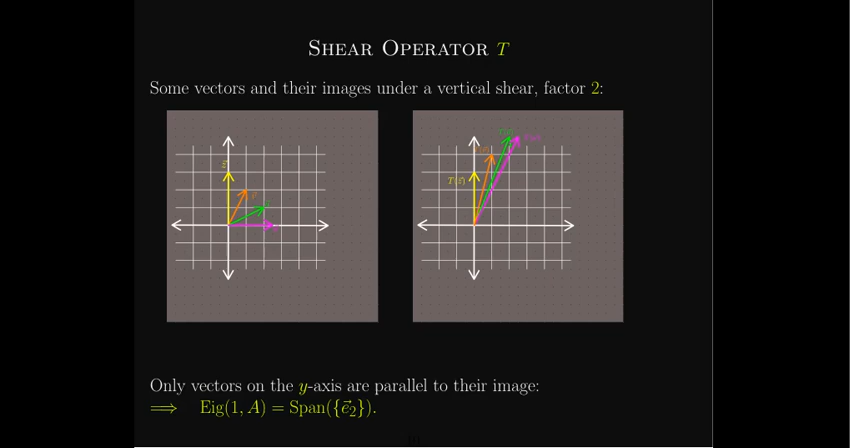 SHEAR OPERATOR T
Some vectors and their images under a vertical shear, factor 2:
T(z⃗)
Only vectors on the y-axis are parallel to their image:
⟹ Eig(1, A) = Span({e⃗₂}).